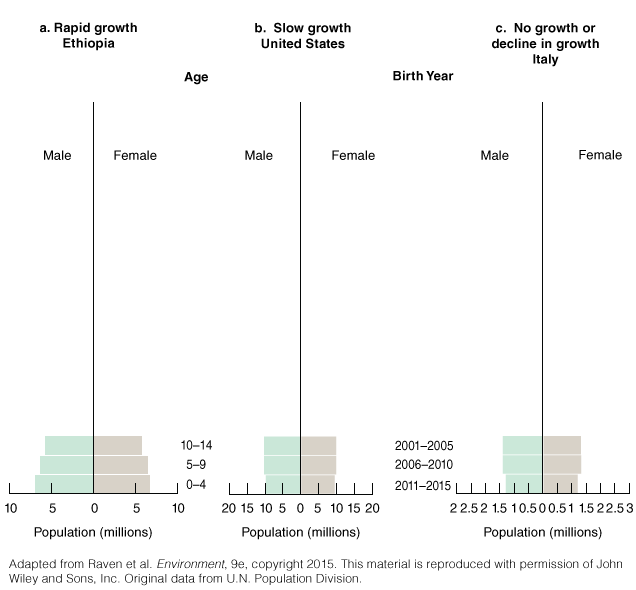 a. Rapid growth
Ethiopia
b. Slow growth
United States
c. No growth or
decline in growth
Italy
Age
Birth Year
Male
Female
Male
Female
Male
Female
10–14
2001–2005
5–9
2006–2010
0–4
2011–2015
10 5 0 5 10
20 15 10 5 0 5 10 15 20
2 2 1.5 1 0.5 0 0.5 1 1.5 2 2.5 3
Population (millions)
Population (millions)
Population (millions)
Adapted from Raven et al. Environment, 9e, copyright 2015. This material is reproduced with permission of John
Wiley and Sons, Inc. Original data from U.N. Population Division.